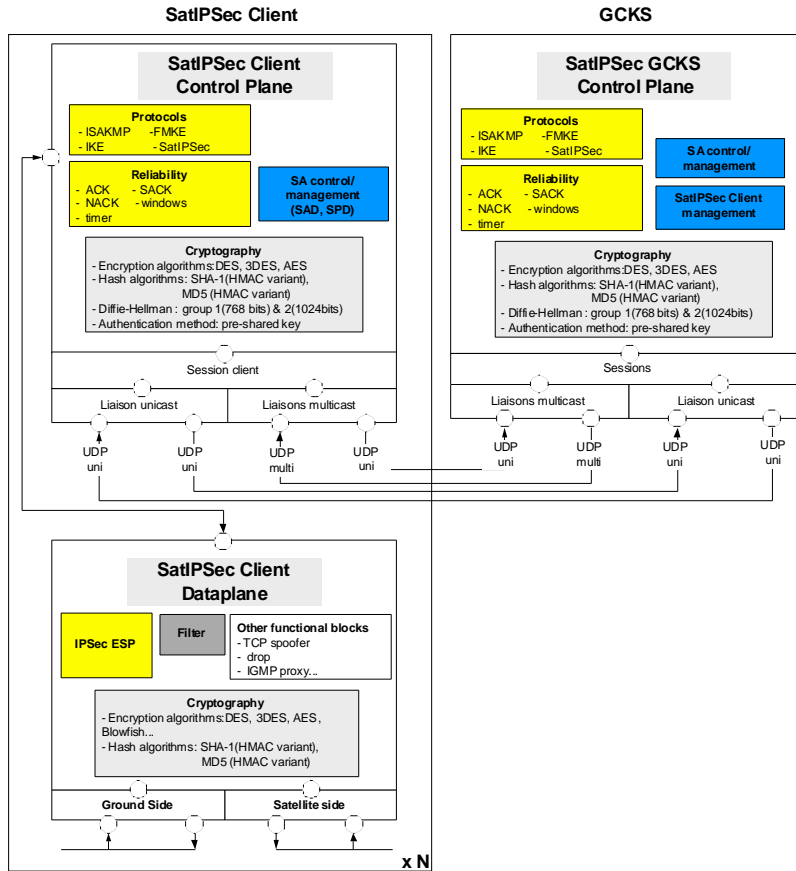 SatIPSec Client
GCKS
SatIPSec Client
Control Plane
Protocols
- ISAKMP -FMKE
- IKE - SatIPSec
Reliability
- ACK - SACK
- NACK -windows
- timer
SA control/
management
(SAD, SPD)
Cryptography
- Encryption algorithms:DES, 3DES, AES
- Hash algorithms: SHA-1(HMAC variant),
MD5 (HMAC variant)
- Diffie-Hellman : group 1(768 bits) & 2(1024bits)
- Authentication method: pre-shared key
Session client
Liaison unicast
Liaisons multicast
UDP
uni
UDP
uni
UDP
multi
UDP
uni
SatIPSec GCKS
Control Plane
Protocols
- ISAKMP -FMKE
- IKE - SatIPSec
Reliability
- ACK - SACK
- NACK -windows
- timer
SA control/
management
SatIPSec Client
management
Cryptography
- Encryption algorithms:DES, 3DES, AES
- Hash algorithms: SHA-1(HMAC variant),
MD5 (HMAC variant)
- Diffie-Hellman : group 1(768 bits) & 2(1024bits)
- Authentication method: pre-shared key
Sessions
Liaisons multicast
Liaison unicast
UDP
uni
UDP
multi
UDP
uni
UDP
uni
SatIPSec Client
Dataplane
IPSec ESP
Filter
Other functional blocks
-TCP spoofer
- drop
- IGMP proxy...
Cryptography
- Encryption algorithms:DES, 3DES, AES ,
Blowfish...
- Hash algorithms: SHA-1(HMAC variant),
MD5 (HMAC variant)
Ground Side
Satellite side
x N